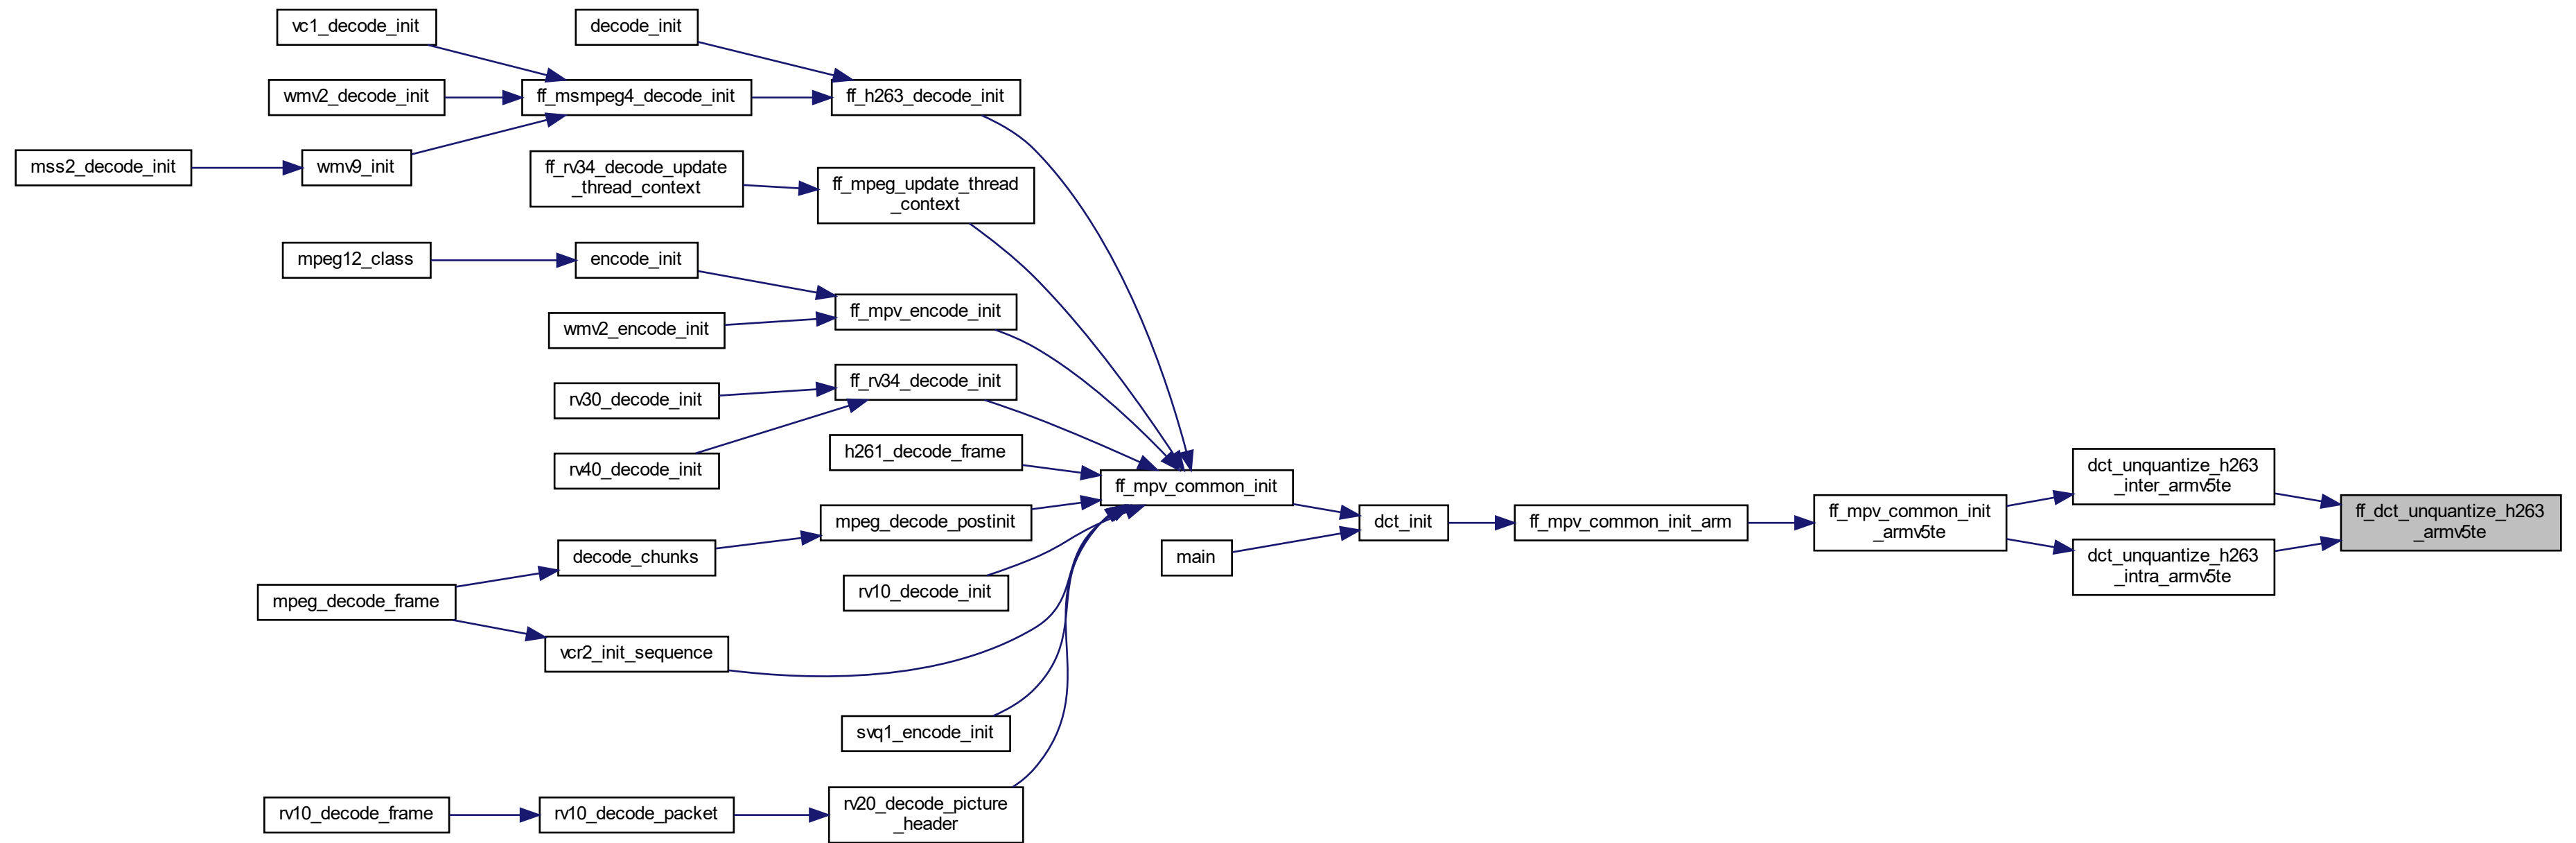 vc1_decode_init
decode_init
wmv2_decode_init
ff_msmpeg4_decode_init
ff_h263_decode_init
mss2_decode_init
wmv9_init
ff_rv34_decode_update
_thread_context
ff_mpeg_update_thread
_context
mpeg12_class
encode_init
ff_mpv_encode_init
wmv2_encode_init
ff_rv34_decode_init
rv30_decode_init
rv40_decode_init
h261_decode_frame
ff_mpv_common_init
mpeg_decode_postinit
decode_chunks
main
dct_init
ff_mpv_common_init_arm
ff_mpv_common_init
_armv5te
dct_unquantize_h263
_inter_armv5te
dct_unquantize_h263
_intra_armv5te
ff_dct_unquantize_h263
_armv5te
mpeg_decode_frame
rv10_decode_init
vcr2_init_sequence
svq1_encode_init
rv10_decode_frame
rv10_decode_packet
rv20_decode_picture
_header